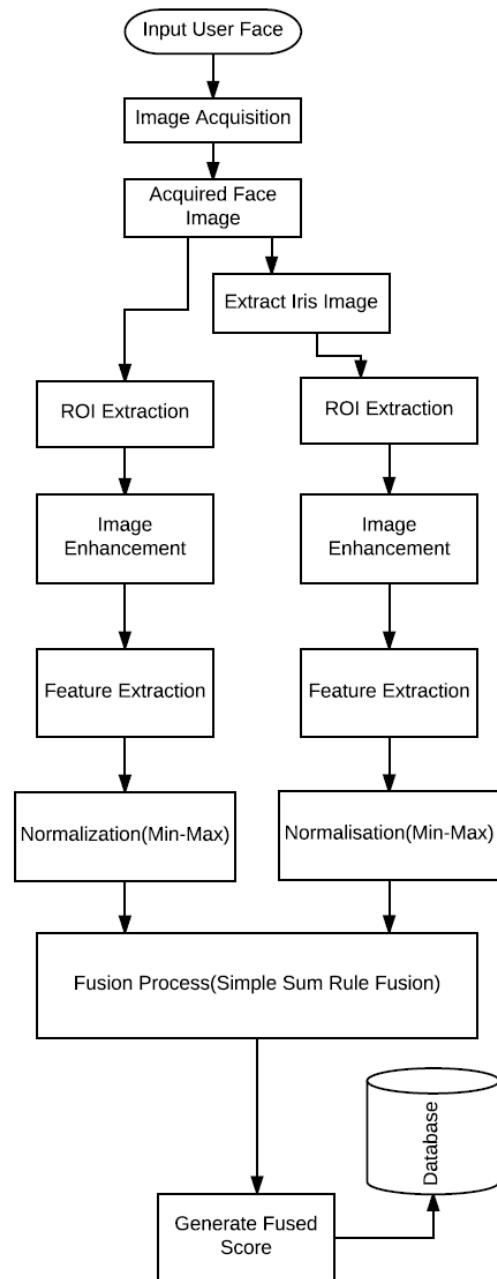 Input User Face
Image Acquisition
Acquired Face
Image
Extract Iris Image
ROI Extraction
ROI Extraction
Image
Enhancement
Image
Enhancement
Feature Extraction
Feature Extraction
Normalization(Min-Max)
Normalisation(Min-Max)
Fusion Process(Simple Sum Rule Fusion)
Database
Generate Fused
Score